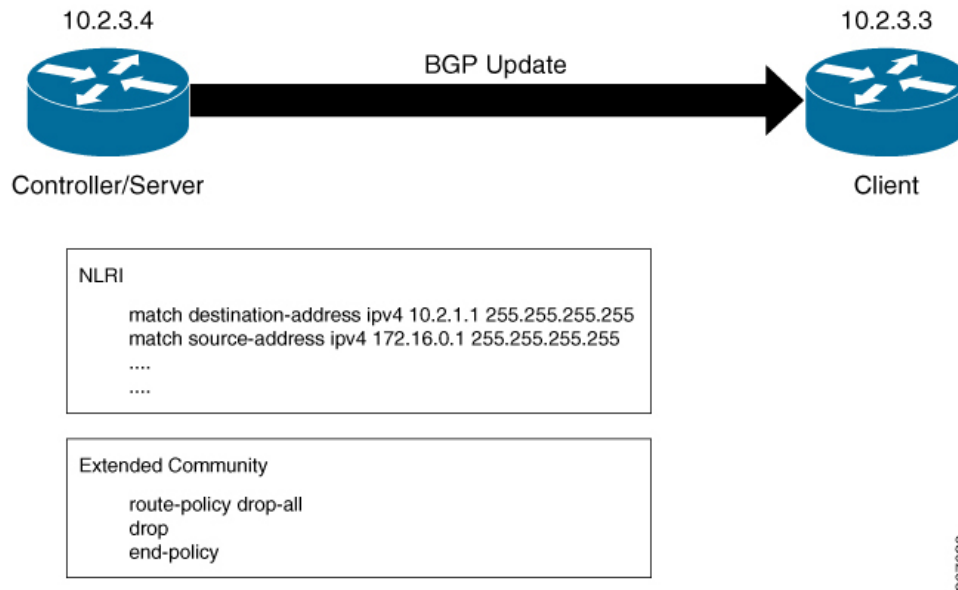 10.2.3.4
10.2.3.3
BGP Update
Controller/Server
Client
NLRI
match destination-address ipv4 10.2.1.1 255.255.255.255
match source-address ipv4 172.16.0.1 255.255.255.255
....
....
Extended Community
route-policy drop-all
drop
end-policy